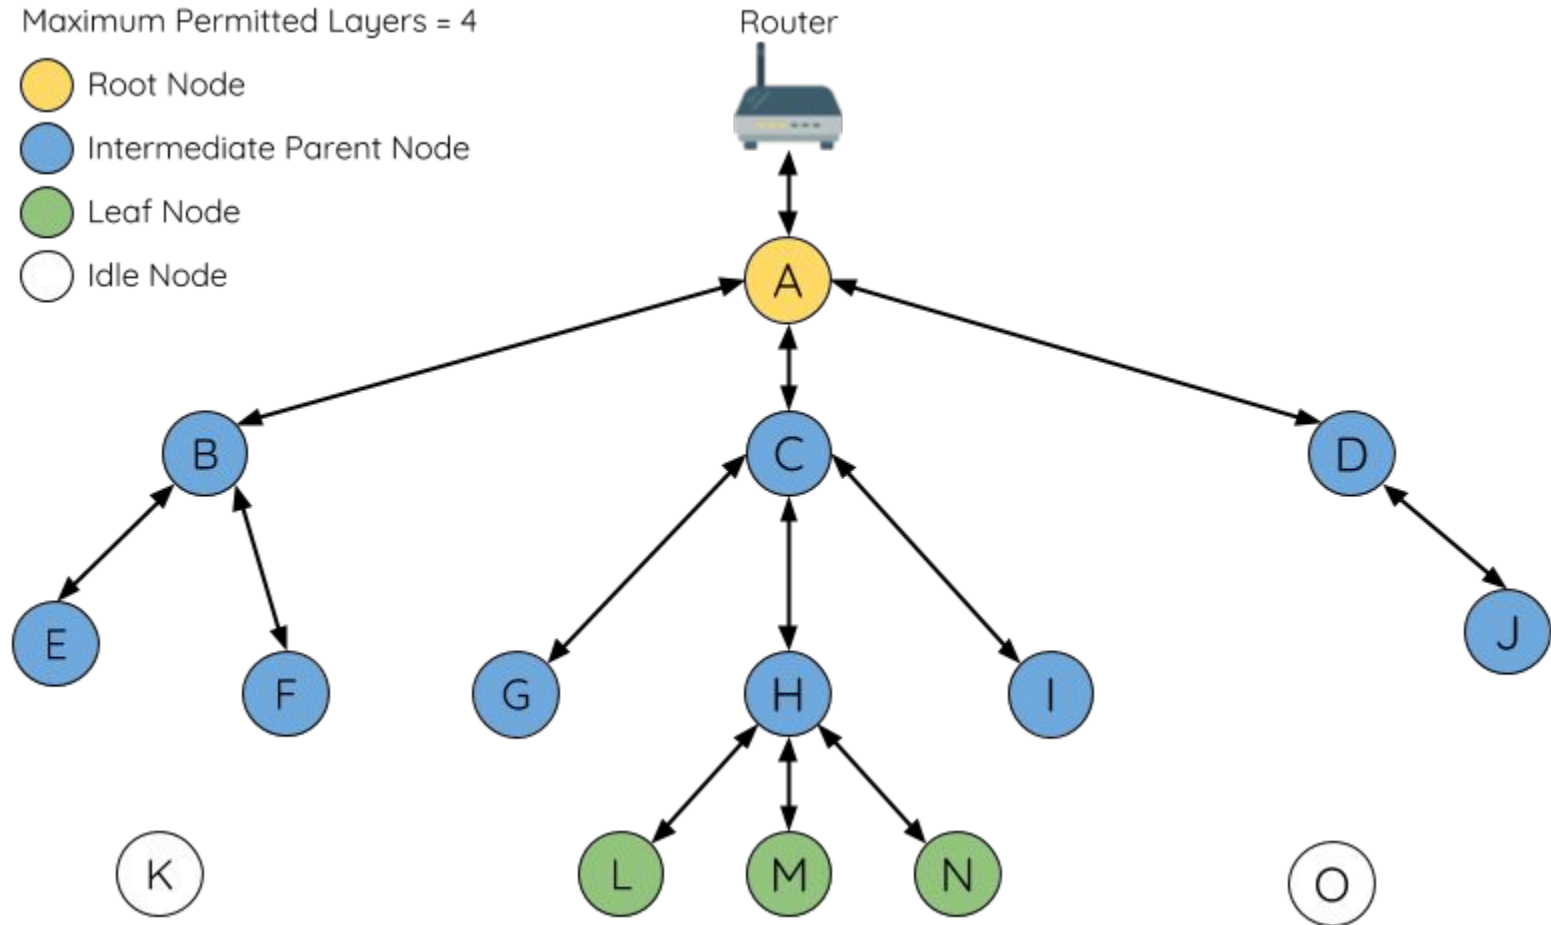 Maximum Permitted Layers = 4
Router
Root Node
Intermediate Parent Node
Leaf Node
Idle Node
A
B
C
D
E
F
G
H
I
J
K
L
M
N
O